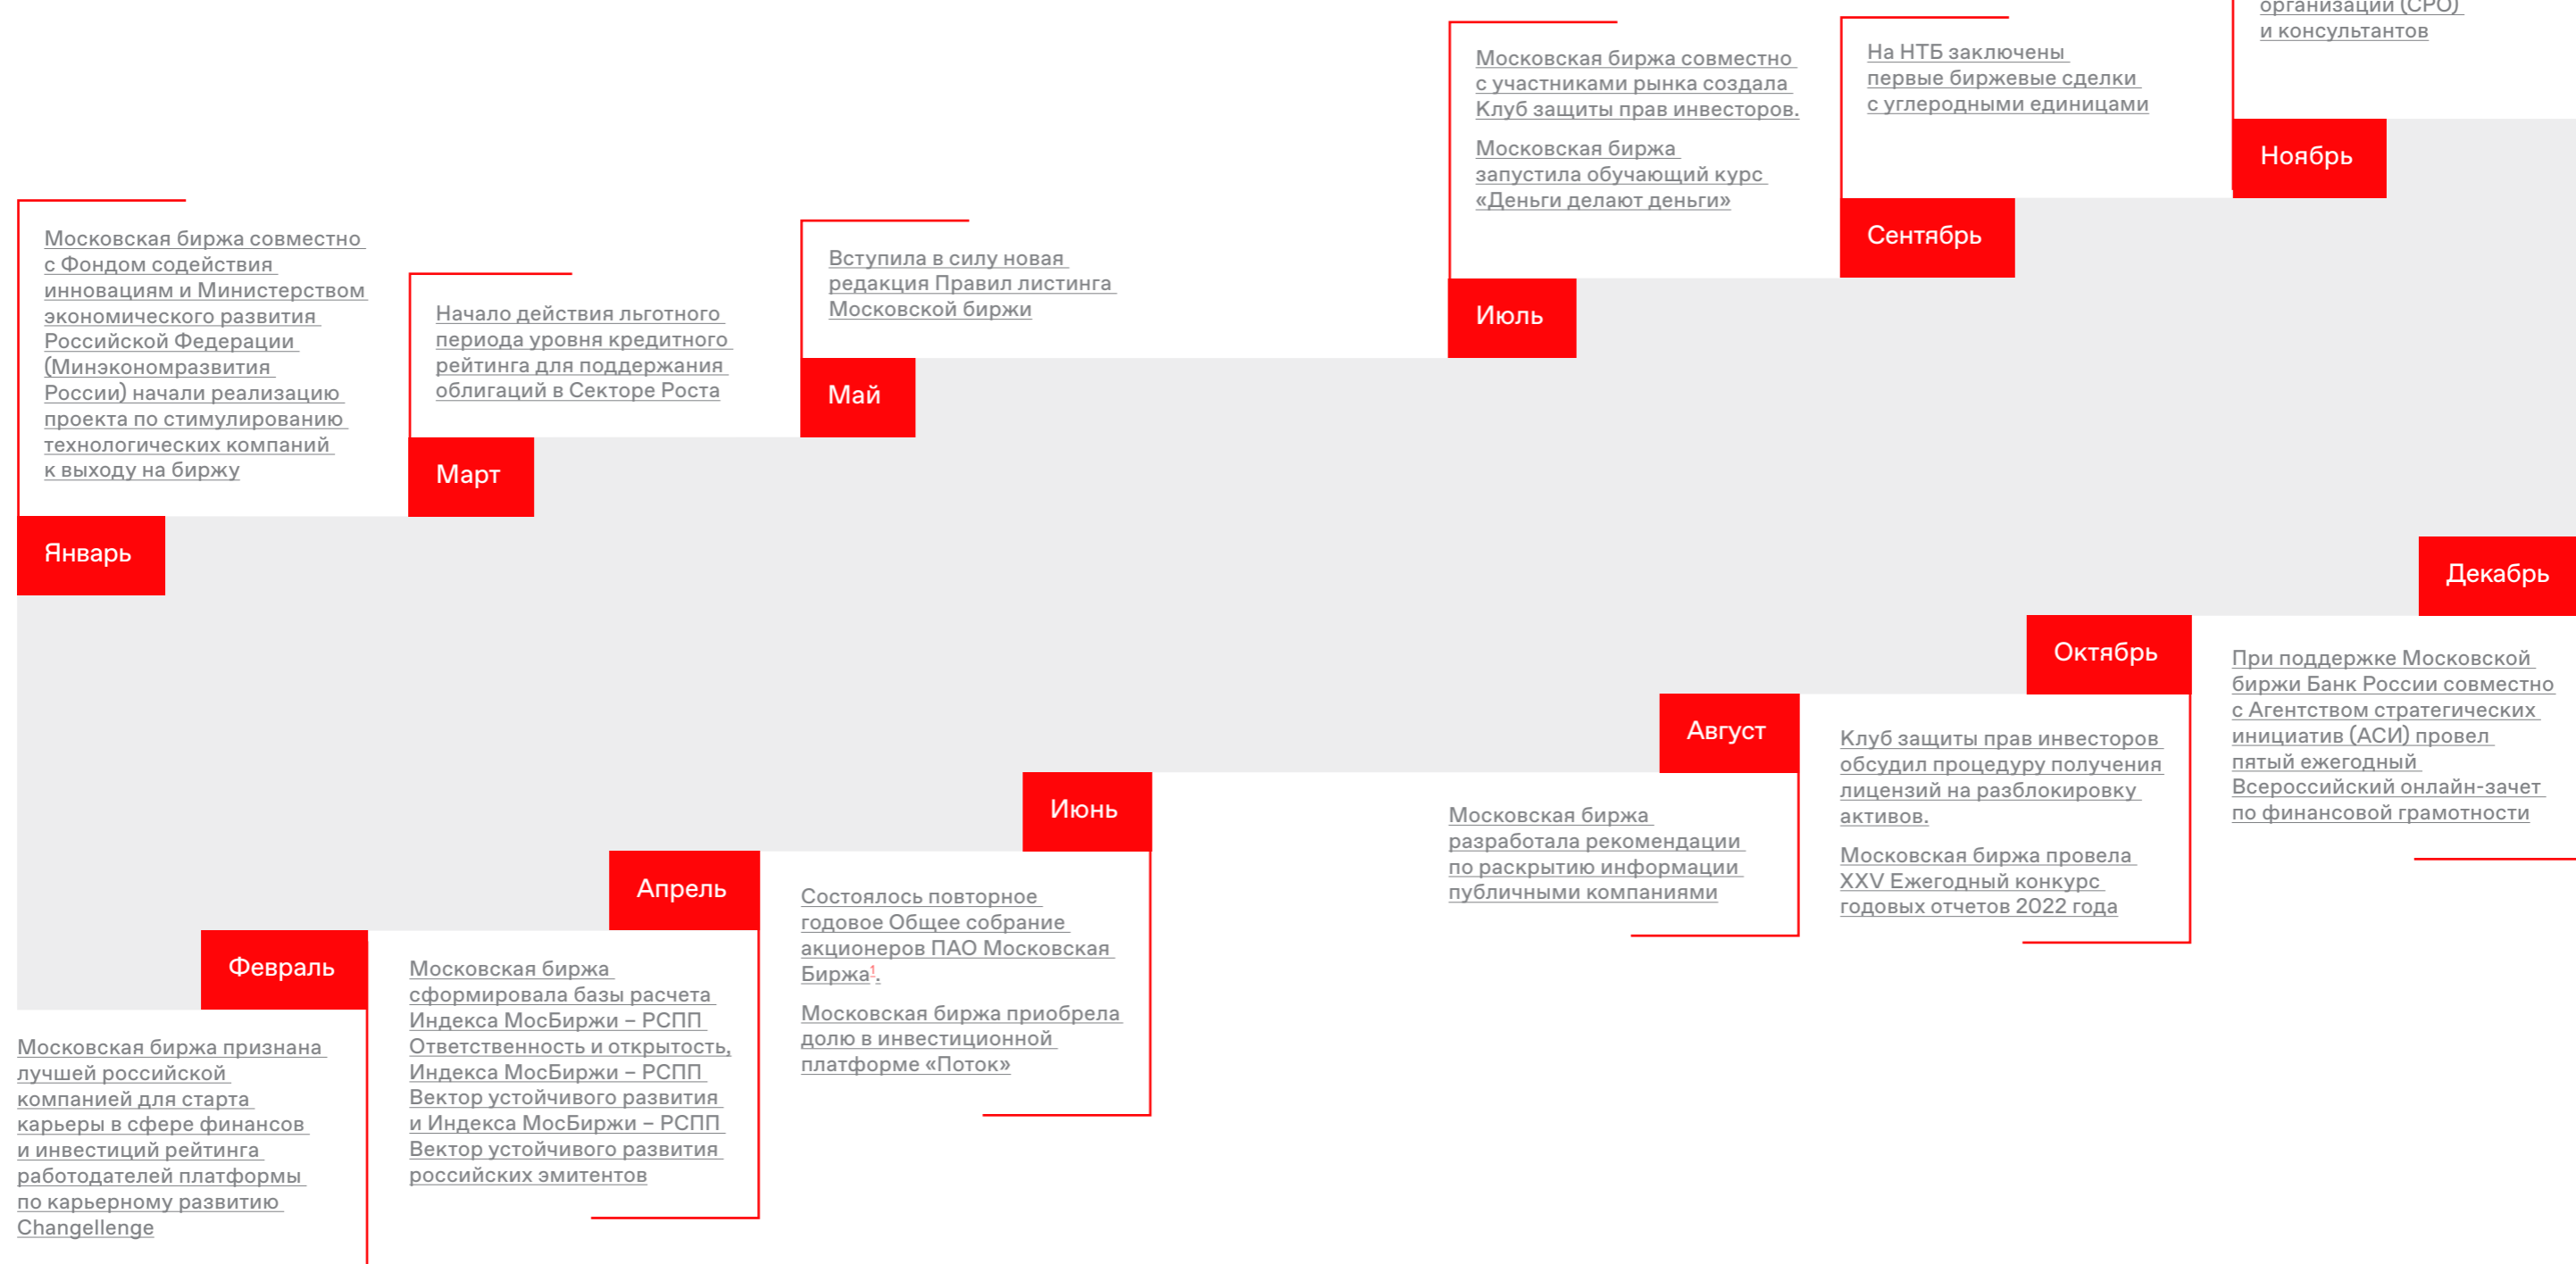 Московская биржа совместно
с Фондом содействия
инновациям и Министерством
экономического развития
Российской Федерации
(Минэкономразвития
России) начали реализацию
проекта по стимулированию
технологических компаний
к выходу на биржу
Январь
Московская биржа признана
лучшей российской
компанией для старта
карьеры в сфере финансов
и инвестиций рейтинга
работодателей платформы
по карьерному развитию
Changellenge
Февраль
Начало действия льготного
периода уровня кредитного
рейтинга для поддержания
облигаций в Секторе Роста
Март
Апрель
Московская биржа
сформировала базы расчета
Индекса МосБиржи – РСПП
Ответственность и открытость,
Индекса МосБиржи – РСПП
Вектор устойчивого развития
и Индекса МосБиржи – РСПП
Вектор устойчивого развития
российских эмитентов
Вступила в силу новая
редакция Правил листинга
Московской биржи
Май
Июнь
Состоялось повторное
годовое Общее собрание
акционеров ПАО Московская
Биржа¹.
Московская биржа приобрела
долю в инвестиционной
платформе «Поток»
Московская биржа совместно
с участниками рынка создала
Клуб защиты прав инвесторов.
Московская биржа
запустила обучающий курс
«Деньги делают деньги»
Июль
Август
Московская биржа
разработала рекомендации
по раскрытию информации
публичными компаниями
На НТБ заключены
первые биржевые сделки
с углеродными единицами
Сентябрь
Октябрь
Клуб защиты прав инвесторов
обсудил процедуру получения
лицензий на разблокировку
активов.
Московская биржа провела
XXV Ежегодный конкурс
годовых отчетов 2022 года
организаций (СРО)
и консультантов
Ноябрь
Декабрь
При поддержке Московской
биржи Банк России совместно
с Агентством стратегических
инициатив (АСИ) провел
пятый ежегодный
Всероссийский онлайн-зачет
по финансовой грамотности